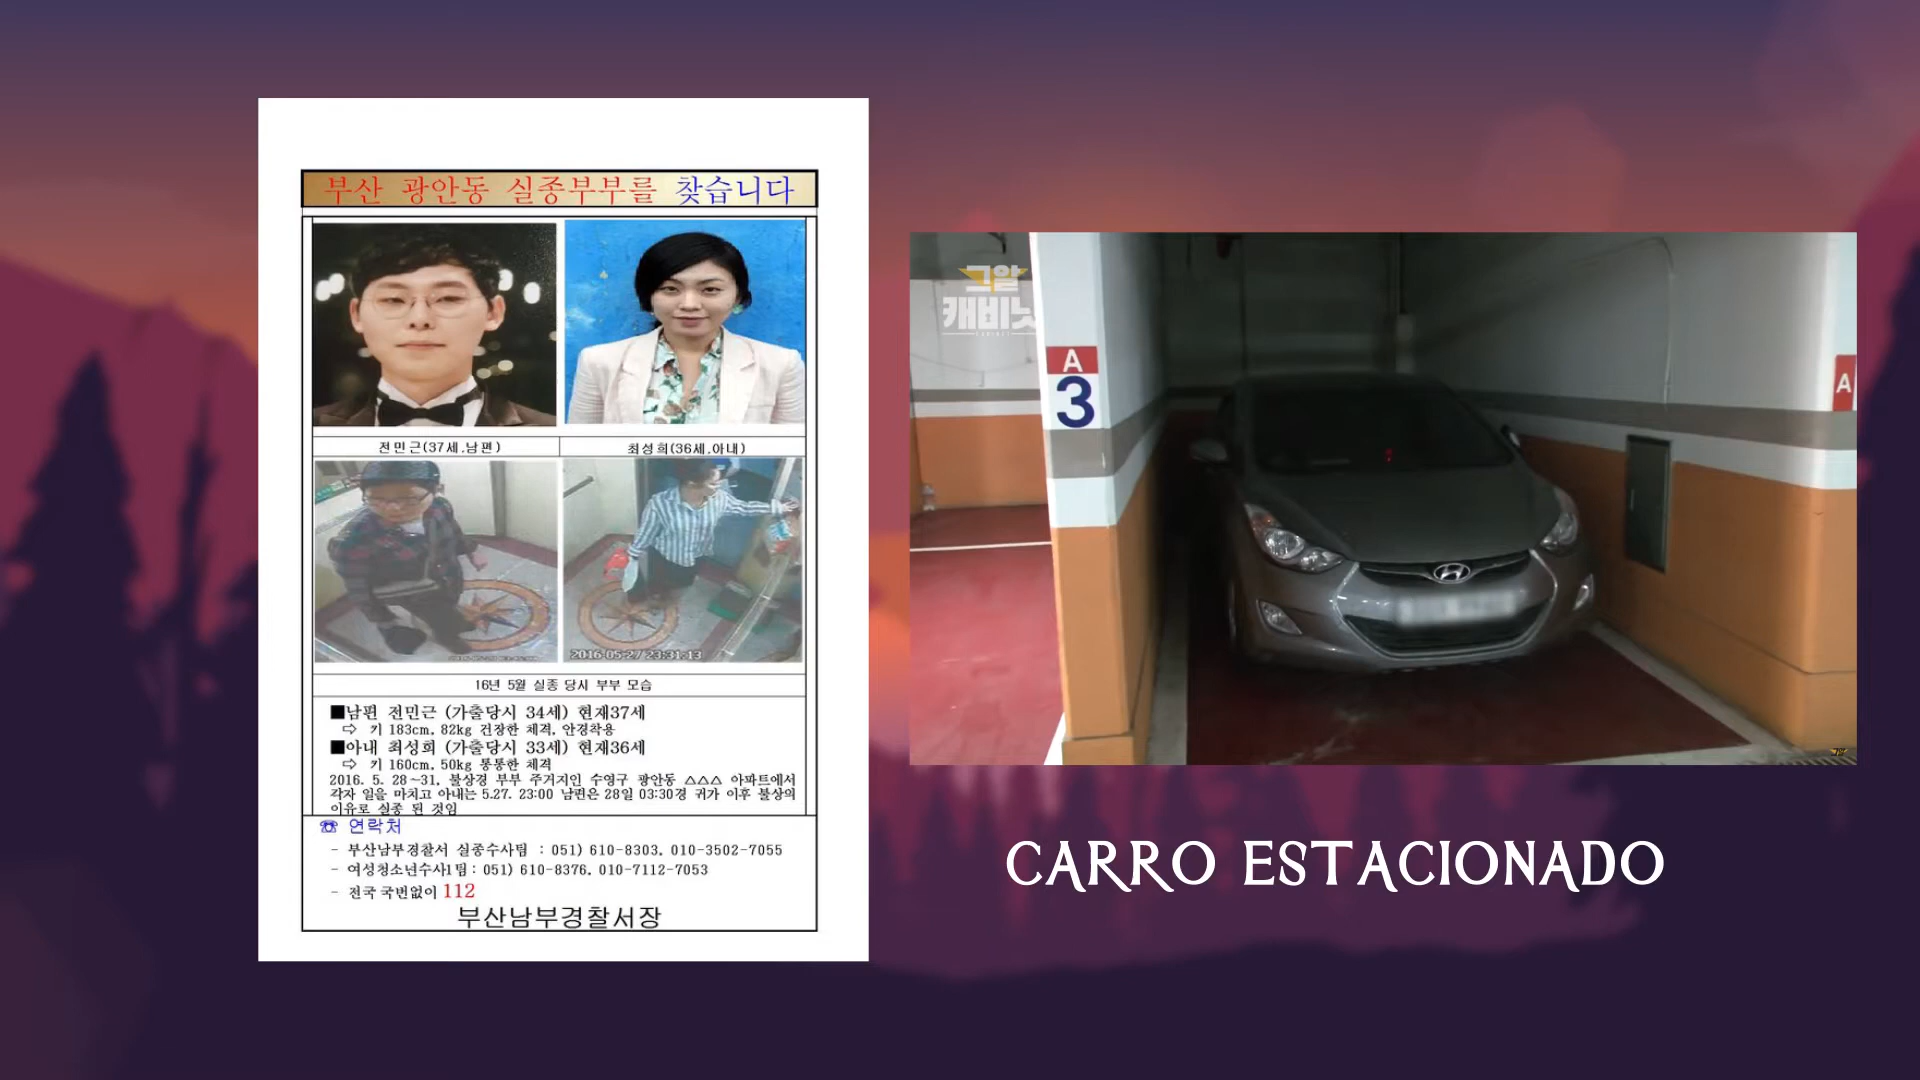 부산 광안동 실종부부를 찾습니다
전민근(37세.남편)
최성희(36세.아내)
2016-05-27 23:31.13
16년 5월 실종 당시 부부 모습
■남편 전민근 (가출당시 34세) 현재37세
⇨ 키 183cm. 82kg 건장한 체격, 안경착용
■아내 최성희 (가출당시 33세) 현재36세
⇨ 키 160cm. 50kg 통통한 체격
2016. 5. 28~31. 불상경 부부 주거지인 수영구 광안동 △△△ 아파트에서
각자 일을 마치고 아내는 5.27. 23:00 남편은 28일 03:30경 귀가 이후 불상의
이유로 실종 된 것임
☏ 연락처
- 부산남부경찰서 실종수사팀 : 051) 610-8303. 010-3502-7055
- 여성청소년수사1팀 : 051) 610-8376. 010-7112-7053
- 전국 국번없이 112
부산남부경찰서장
그알
캐비닛
A
3
A
CARRO ESTACIONADO